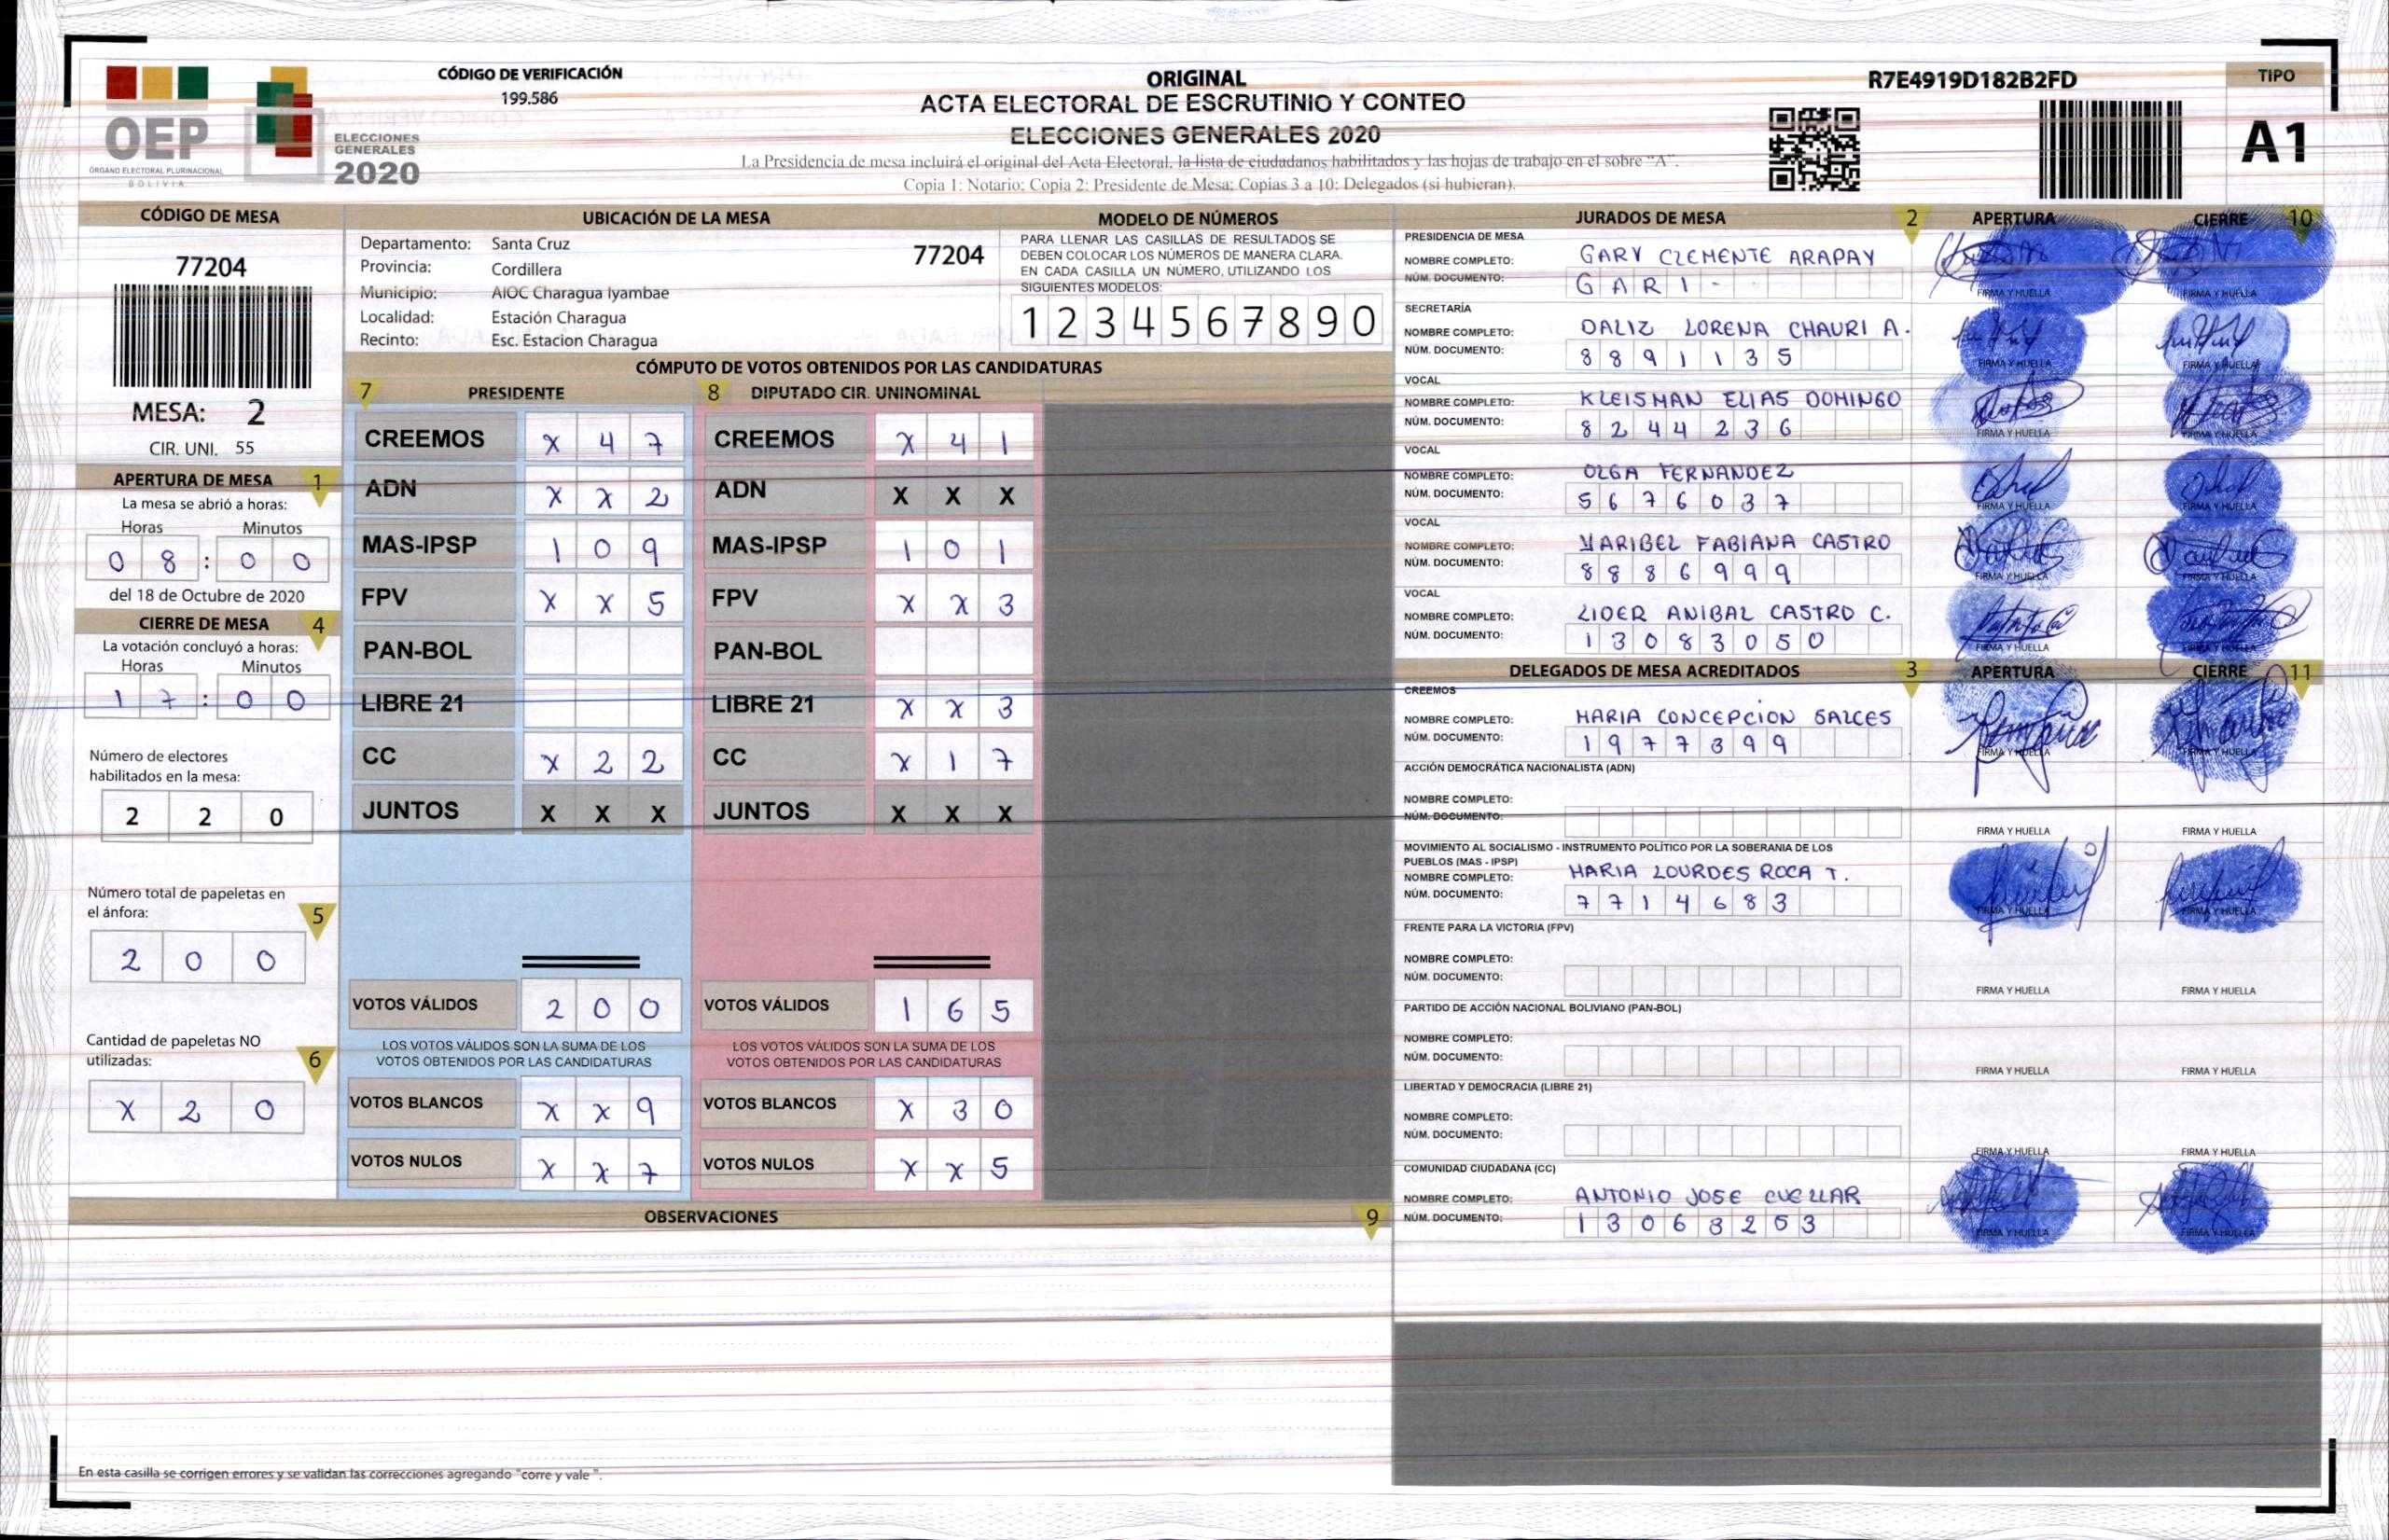 OEP
ÓRGANO ELECTORAL PLURINACIONAL
BOLIVIA
ELECCIONES
GENERALES
2020
CÓDIGO DE VERIFICACIÓN
199.586
ORIGINAL
ACTA ELECTORAL DE ESCRUTINIO Y CONTEO
ELECCIONES GENERALES 2020
La Presidencia de mesa incluirá el original del Acta Electoral, la lista de ciudadanos habilitados y las hojas de trabajo en el sobre "A".
Copia 1: Notario; Copia 2: Presidente de Mesa; Copias 3 a 10: Delegados (si hubieran).
R7E4919D182B2FD
TIPO
A1
CÓDIGO DE MESA
77204
MESA: 2
CIR. UNI. 55
APERTURA DE MESA 1
La mesa se abrió a horas:
Horas Minutos
0 8 : 0 0
del 18 de Octubre de 2020
CIERRE DE MESA 4
La votación concluyó a horas:
Horas Minutos
1 7 : 0 0
Número de electores
habilitados en la mesa:
2 2 0
Número total de papeletas en
el ánfora: 5
2 0 0
Cantidad de papeletas NO
utilizadas: 6
X 2 0
UBICACIÓN DE LA MESA
Departamento: Santa Cruz 77204
Provincia: Cordillera
Municipio: AIOC Charagua Iyambae
Localidad: Estación Charagua
Recinto: Esc. Estacion Charagua
MODELO DE NÚMEROS
PARA LLENAR LAS CASILLAS DE RESULTADOS SE
DEBEN COLOCAR LOS NÚMEROS DE MANERA CLARA.
EN CADA CASILLA UN NÚMERO, UTILIZANDO LOS
SIGUIENTES MODELOS:
1 2 3 4 5 6 7 8 9 0
CÓMPUTO DE VOTOS OBTENIDOS POR LAS CANDIDATURAS
7 PRESIDENTE 8 DIPUTADO CIR. UNINOMINAL
CREEMOS X 4 7 CREEMOS X 4 1
ADN X X 2 ADN X X X
MAS-IPSP 1 0 9 MAS-IPSP 1 0 1
FPV X X 5 FPV X X 3
PAN-BOL PAN-BOL
LIBRE 21 LIBRE 21 X X 3
CC X 2 2 CC X 1 7
JUNTOS X X X JUNTOS X X X
VOTOS VÁLIDOS 2 0 0 VOTOS VÁLIDOS 1 6 5
LOS VOTOS VÁLIDOS SON LA SUMA DE LOS LOS VOTOS VÁLIDOS SON LA SUMA DE LOS
VOTOS OBTENIDOS POR LAS CANDIDATURAS VOTOS OBTENIDOS POR LAS CANDIDATURAS
VOTOS BLANCOS X X 9 VOTOS BLANCOS X 3 0
VOTOS NULOS X X 7 VOTOS NULOS X X 5
OBSERVACIONES 9
En esta casilla se corrigen errores y se validan las correcciones agregando "corre y vale ".
JURADOS DE MESA 2 APERTURA CIERRE 10
PRESIDENCIA DE MESA
NOMBRE COMPLETO: GARY CLEMENTE ARAPAY
NÚM. DOCUMENTO: G A R I -
FIRMA Y HUELLA FIRMA Y HUELLA
SECRETARÍA
NOMBRE COMPLETO: DALIZ LORENA CHAURI A.
NÚM. DOCUMENTO: 8 8 9 1 1 3 5
FIRMA Y HUELLA FIRMA Y HUELLA
VOCAL
NOMBRE COMPLETO: KLEISMAN ELIAS DOMINGO
NÚM. DOCUMENTO: 8 2 4 4 2 3 6
FIRMA Y HUELLA FIRMA Y HUELLA
VOCAL
NOMBRE COMPLETO: OLGA FERNANDEZ
NÚM. DOCUMENTO: 5 6 7 6 0 3 7
FIRMA Y HUELLA FIRMA Y HUELLA
VOCAL
NOMBRE COMPLETO: MARIBEL FABIANA CASTRO
NÚM. DOCUMENTO: 8 8 8 6 9 9 9
FIRMA Y HUELLA FIRMA Y HUELLA
VOCAL
NOMBRE COMPLETO: LIDER ANIBAL CASTRO C.
NÚM. DOCUMENTO: 1 3 0 8 3 0 5 0
FIRMA Y HUELLA FIRMA Y HUELLA
DELEGADOS DE MESA ACREDITADOS 3 APERTURA CIERRE 11
CREEMOS
NOMBRE COMPLETO: MARIA CONCEPCION GALCES
NÚM. DOCUMENTO: 1 9 7 7 8 9 9
FIRMA Y HUELLA FIRMA Y HUELLA
ACCIÓN DEMOCRÁTICA NACIONALISTA (ADN)
NOMBRE COMPLETO:
NÚM. DOCUMENTO:
FIRMA Y HUELLA FIRMA Y HUELLA
MOVIMIENTO AL SOCIALISMO - INSTRUMENTO POLÍTICO POR LA SOBERANIA DE LOS
PUEBLOS (MAS - IPSP)
NOMBRE COMPLETO: MARIA LOURDES ROCA T.
NÚM. DOCUMENTO: 7 7 1 4 6 8 3
FIRMA Y HUELLA FIRMA Y HUELLA
FRENTE PARA LA VICTORIA (FPV)
NOMBRE COMPLETO:
NÚM. DOCUMENTO:
FIRMA Y HUELLA FIRMA Y HUELLA
PARTIDO DE ACCIÓN NACIONAL BOLIVIANO (PAN-BOL)
NOMBRE COMPLETO:
NÚM. DOCUMENTO:
FIRMA Y HUELLA FIRMA Y HUELLA
LIBERTAD Y DEMOCRACIA (LIBRE 21)
NOMBRE COMPLETO:
NÚM. DOCUMENTO:
FIRMA Y HUELLA FIRMA Y HUELLA
COMUNIDAD CIUDADANA (CC)
NOMBRE COMPLETO: ANTONIO JOSE CUELLAR
NÚM. DOCUMENTO: 1 3 0 6 8 2 5 3
FIRMA Y HUELLA FIRMA Y HUELLA